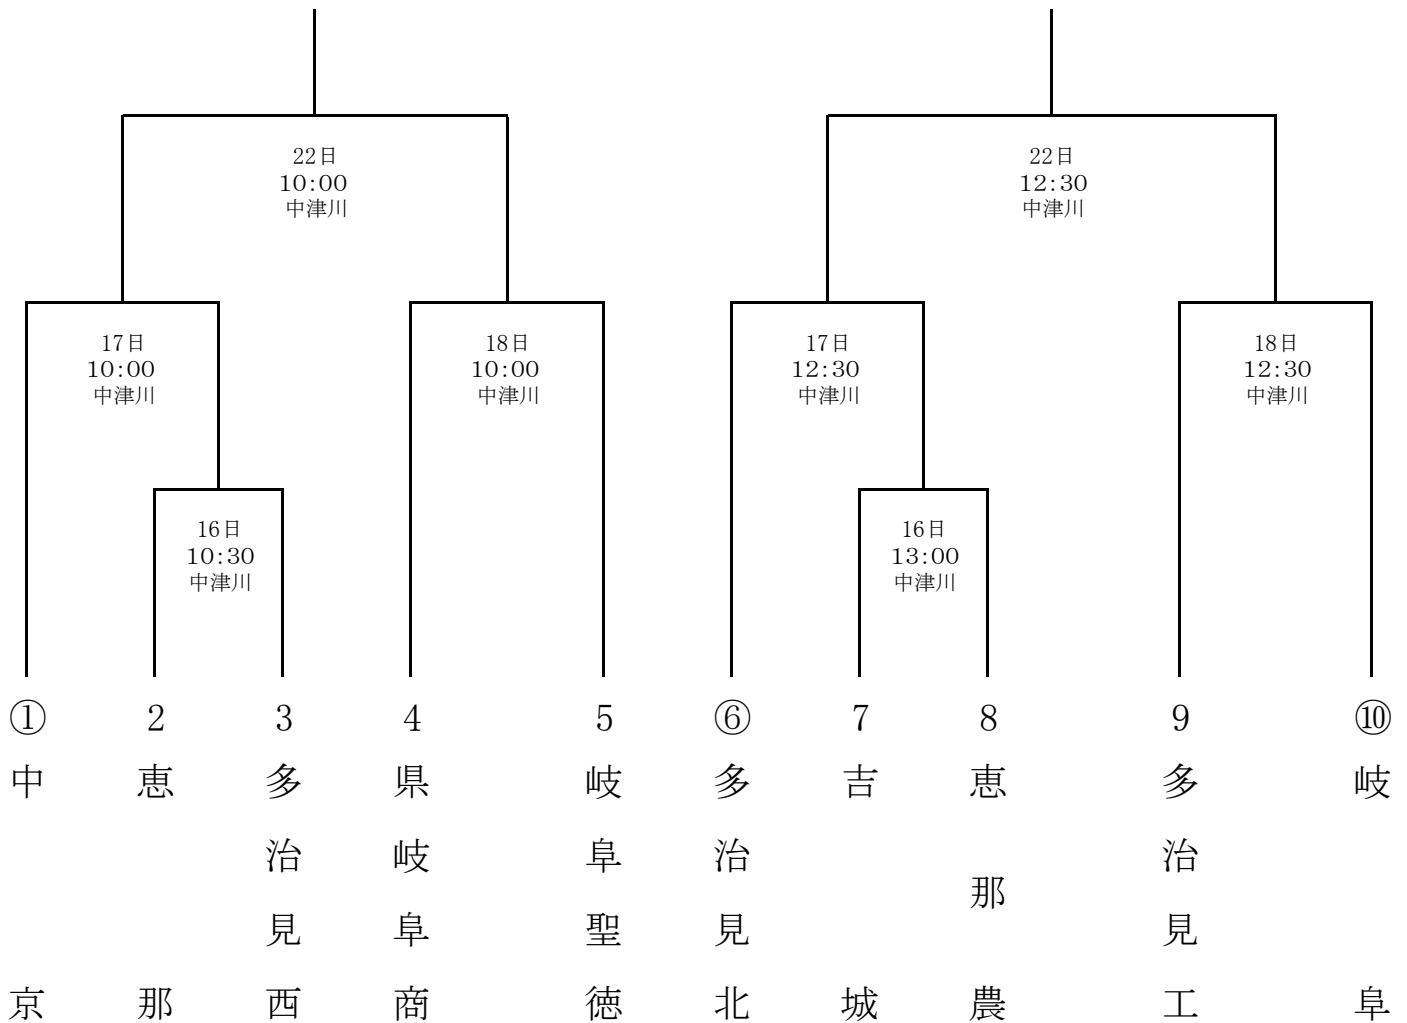 22日
10:00
中津川
22日
12:30
中津川
17日
10:00
中津川
18日
10:00
中津川
17日
12:30
中津川
18日
12:30
中津川
16日
10:30
中津川
16日
13:00
中津川
①
中京
2
恵那
3
多治見西
4
県岐阜商
5
岐阜聖徳
⑥
多治見北
7
吉城
8
恵那農
9
多治見工
⑩
岐阜